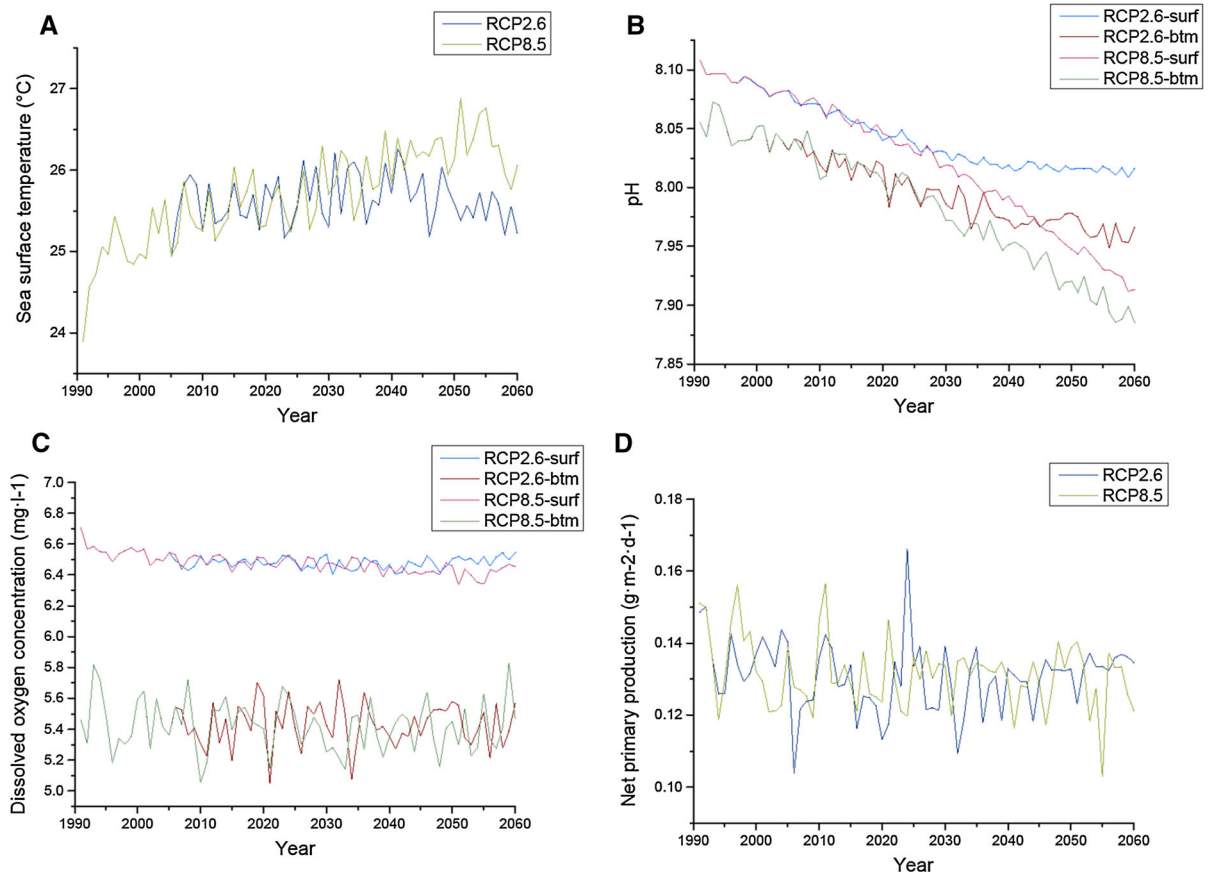 A
RCP2.6
RCP8.5
Sea surface temperature (°C)
27
26
25
24
1990 2000 2010 2020 2030 2040 2050 2060
Year
B
RCP2.6-surf
RCP2.6-btm
RCP8.5-surf
RCP8.5-btm
pH
8.10
8.05
8.00
7.95
7.90
7.85
1990 2000 2010 2020 2030 2040 2050 2060
Year
C
RCP2.6-surf
RCP2.6-btm
RCP8.5-surf
RCP8.5-btm
Dissolved oxygen concentration (mg·l-1)
7.0
6.8
6.6
6.4
6.2
6.0
5.8
5.6
5.4
5.2
5.0
1990 2000 2010 2020 2030 2040 2050 2060
Year
D
RCP2.6
RCP8.5
Net primary production (g·m-2·d-1)
0.18
0.16
0.14
0.12
0.10
1990 2000 2010 2020 2030 2040 2050 2060
Year